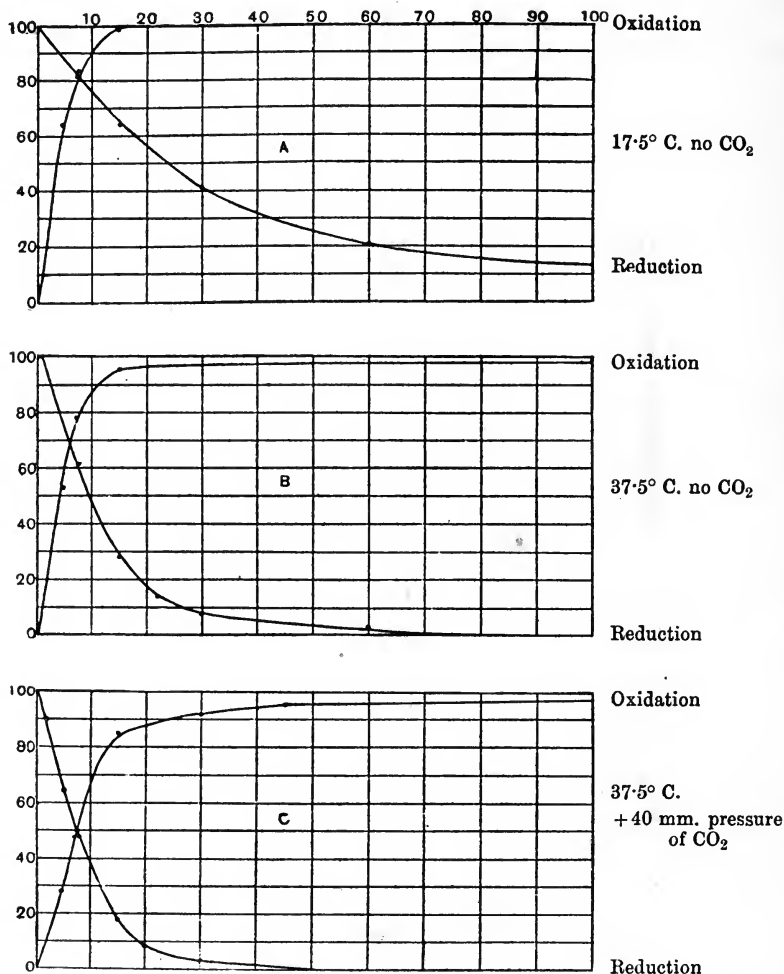 0 10 20 30 40 50 60 70 80 90 100
100 Oxidation
80
60
A 17·5° C. no CO₂
40
20
Reduction
0
100 Oxidation
80
60
B 37·5° C. no CO₂
40
20
0 Reduction
100 Oxidation
80
60
37·5° C.
C +40 mm. pressure
of CO₂
40
20
0 Reduction